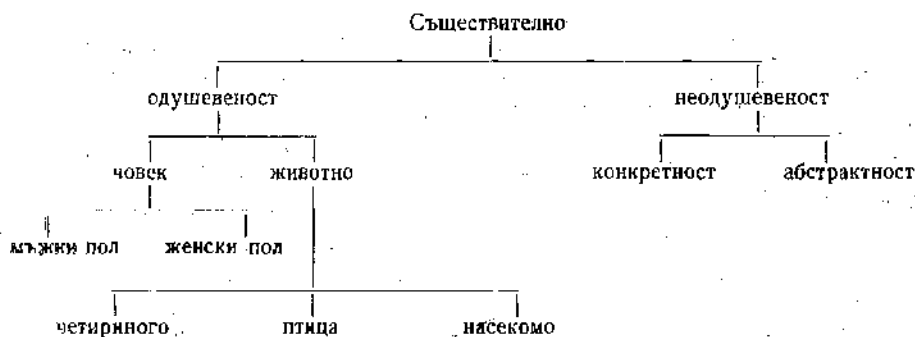 Съществително
одушевеност неодушевеност
човек животно конкретност абстрактност
мъжки пол женски пол
четириного птица насекомо